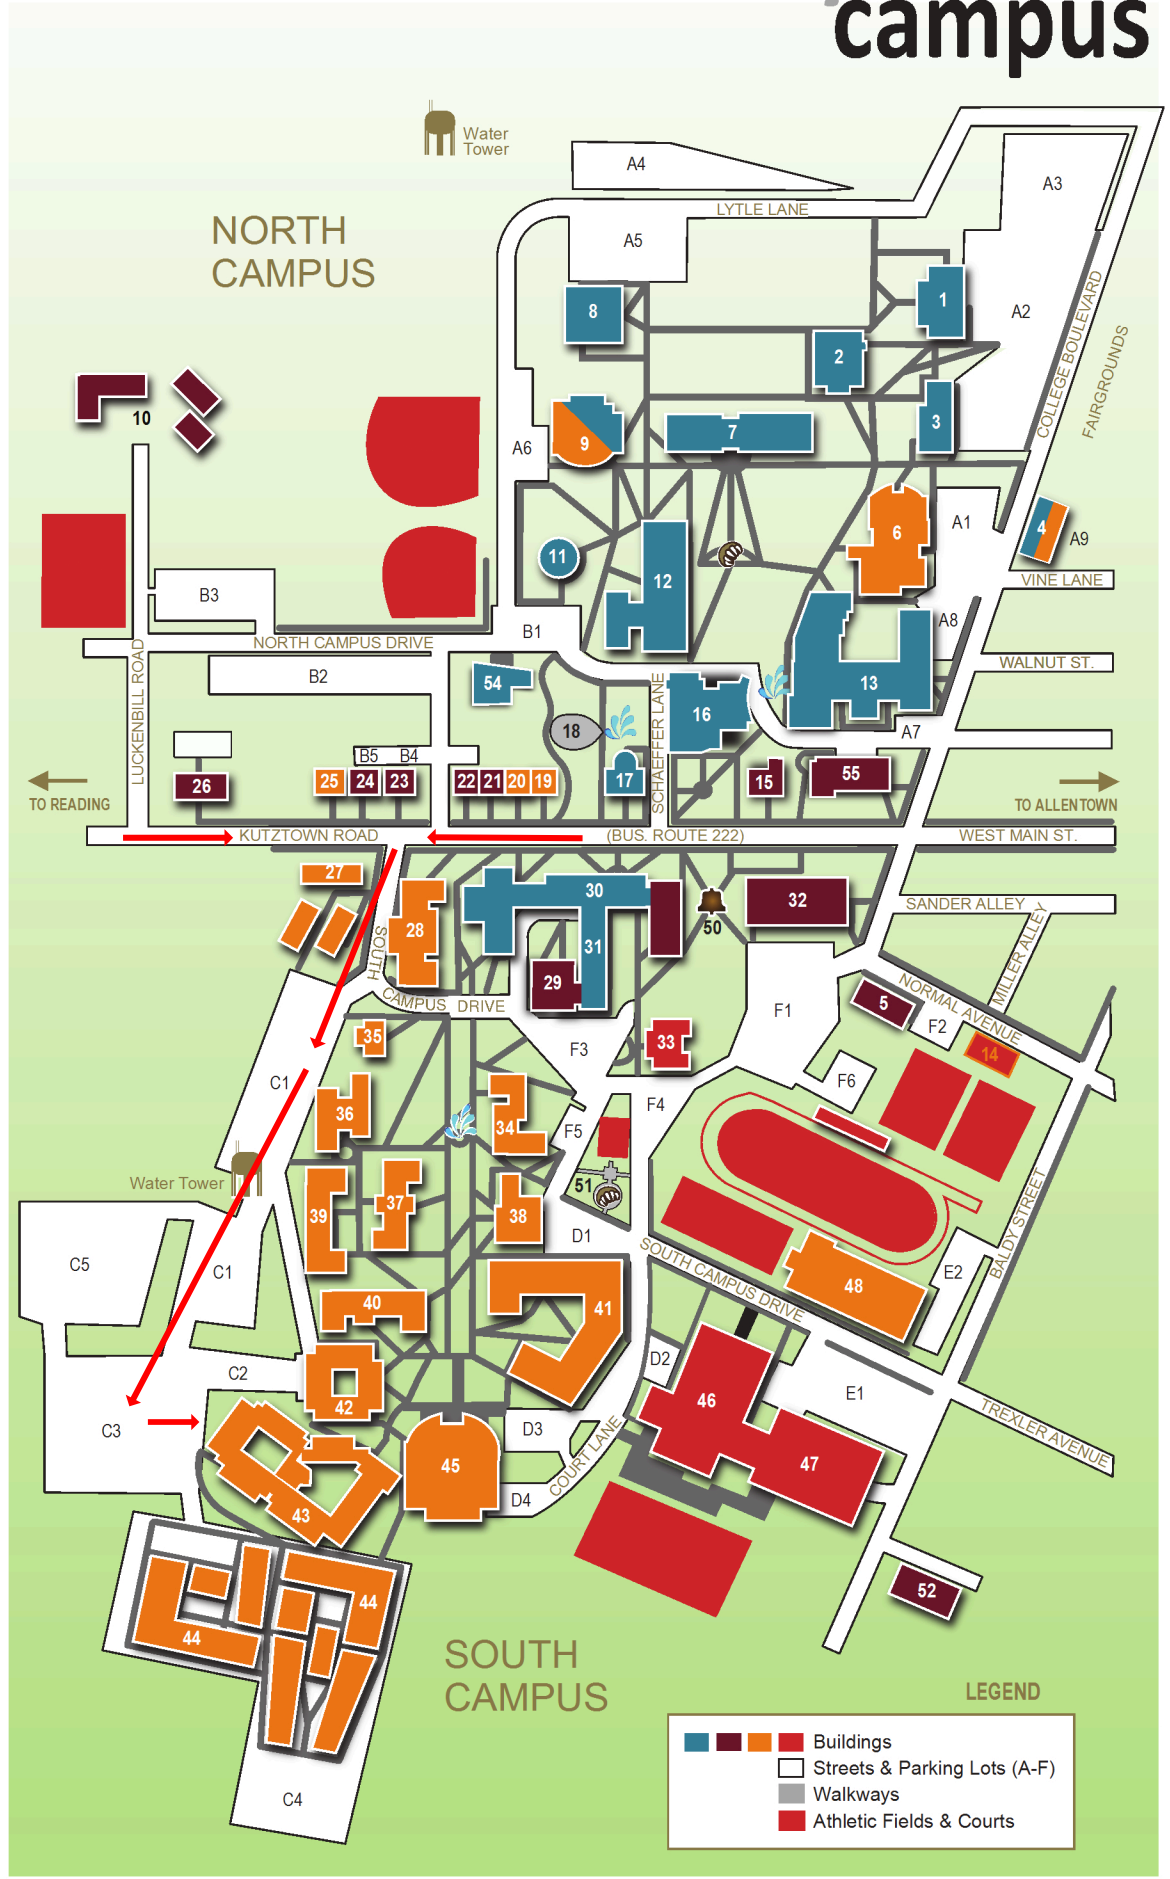 campus
Water
Tower
A4
A3
LYTLE LANE
NORTH
CAMPUS
A5
8
1
A2
COLLEGE BOULEVARD
FAIRGROUNDS
2
10
3
7
9
A6
A1
6
4
A9
11
12
VINE LANE
B3
A8
B1
NORTH CAMPUS DRIVE
LUCKENBILL ROAD
WALNUT ST.
B2
54
13
SCHAEFFER LANE
16
18
A7
B5
B4
26
25
24
23
22
21
20
19
17
15
55
TO READING
TO ALLENTOWN
KUTZTOWN ROAD
(BUS. ROUTE 222)
WEST MAIN ST.
27
30
32
SANDER ALLEY
MILLER ALLEY
28
50
31
SOUTH
CAMPUS DRIVE
29
NORMAL AVENUE
5
F1
F2
35
F3
33
14
C1
F6
36
F4
34
F5
Water Tower
51
37
39
38
BALDY STREET
D1
SOUTH CAMPUS DRIVE
C5
C1
E2
48
40
41
D2
C2
E1
46
42
C3
D3
TREXLER AVENUE
COURT LANE
45
47
D4
43
52
44
44
SOUTH
CAMPUS
LEGEND
Buildings
Streets & Parking Lots (A-F)
Walkways
Athletic Fields & Courts
C4